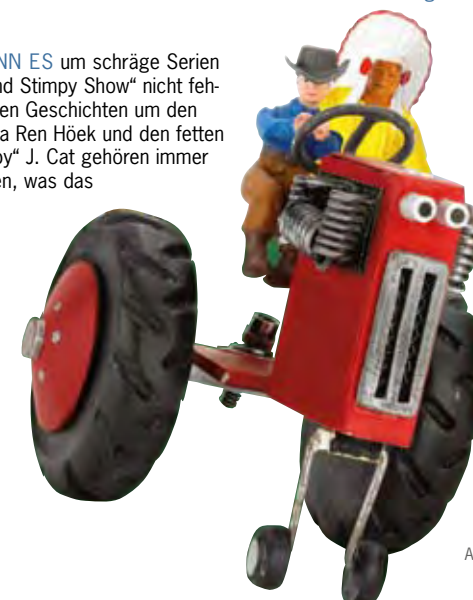 NN ES um schräge Serien
nd Stimpy Show“ nicht feh-
en Geschichten um den
a Ren Höek und den fetten
oy“ J. Cat gehören immer
en, was das
A